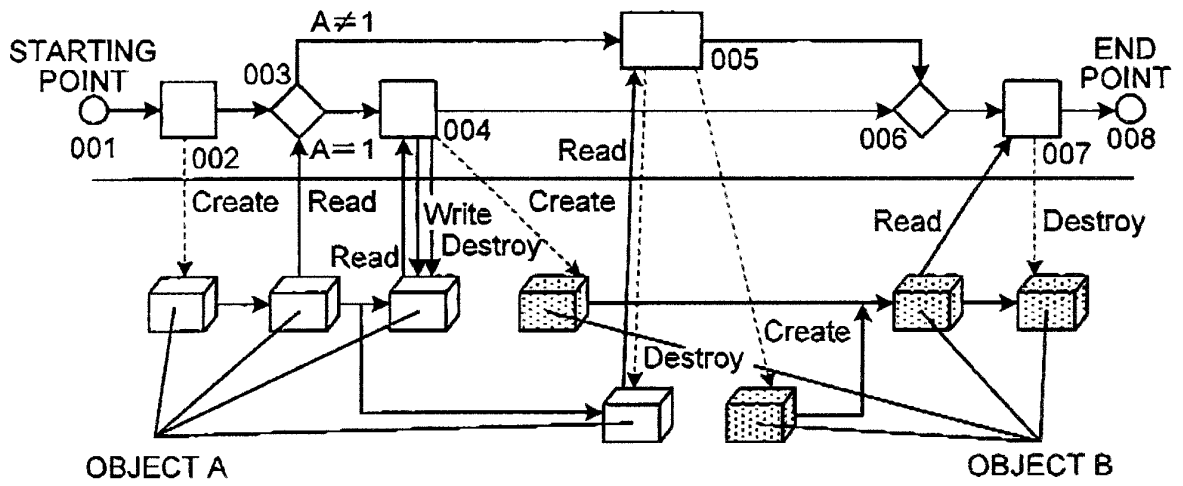 A≠1
STARTING
POINT
END
POINT
003
005
001
002
A=1
004
Read
006
007
008
Create
Read
Write
Destroy
Create
Read
Destroy
Read
Destroy
Create
OBJECT A
OBJECT B